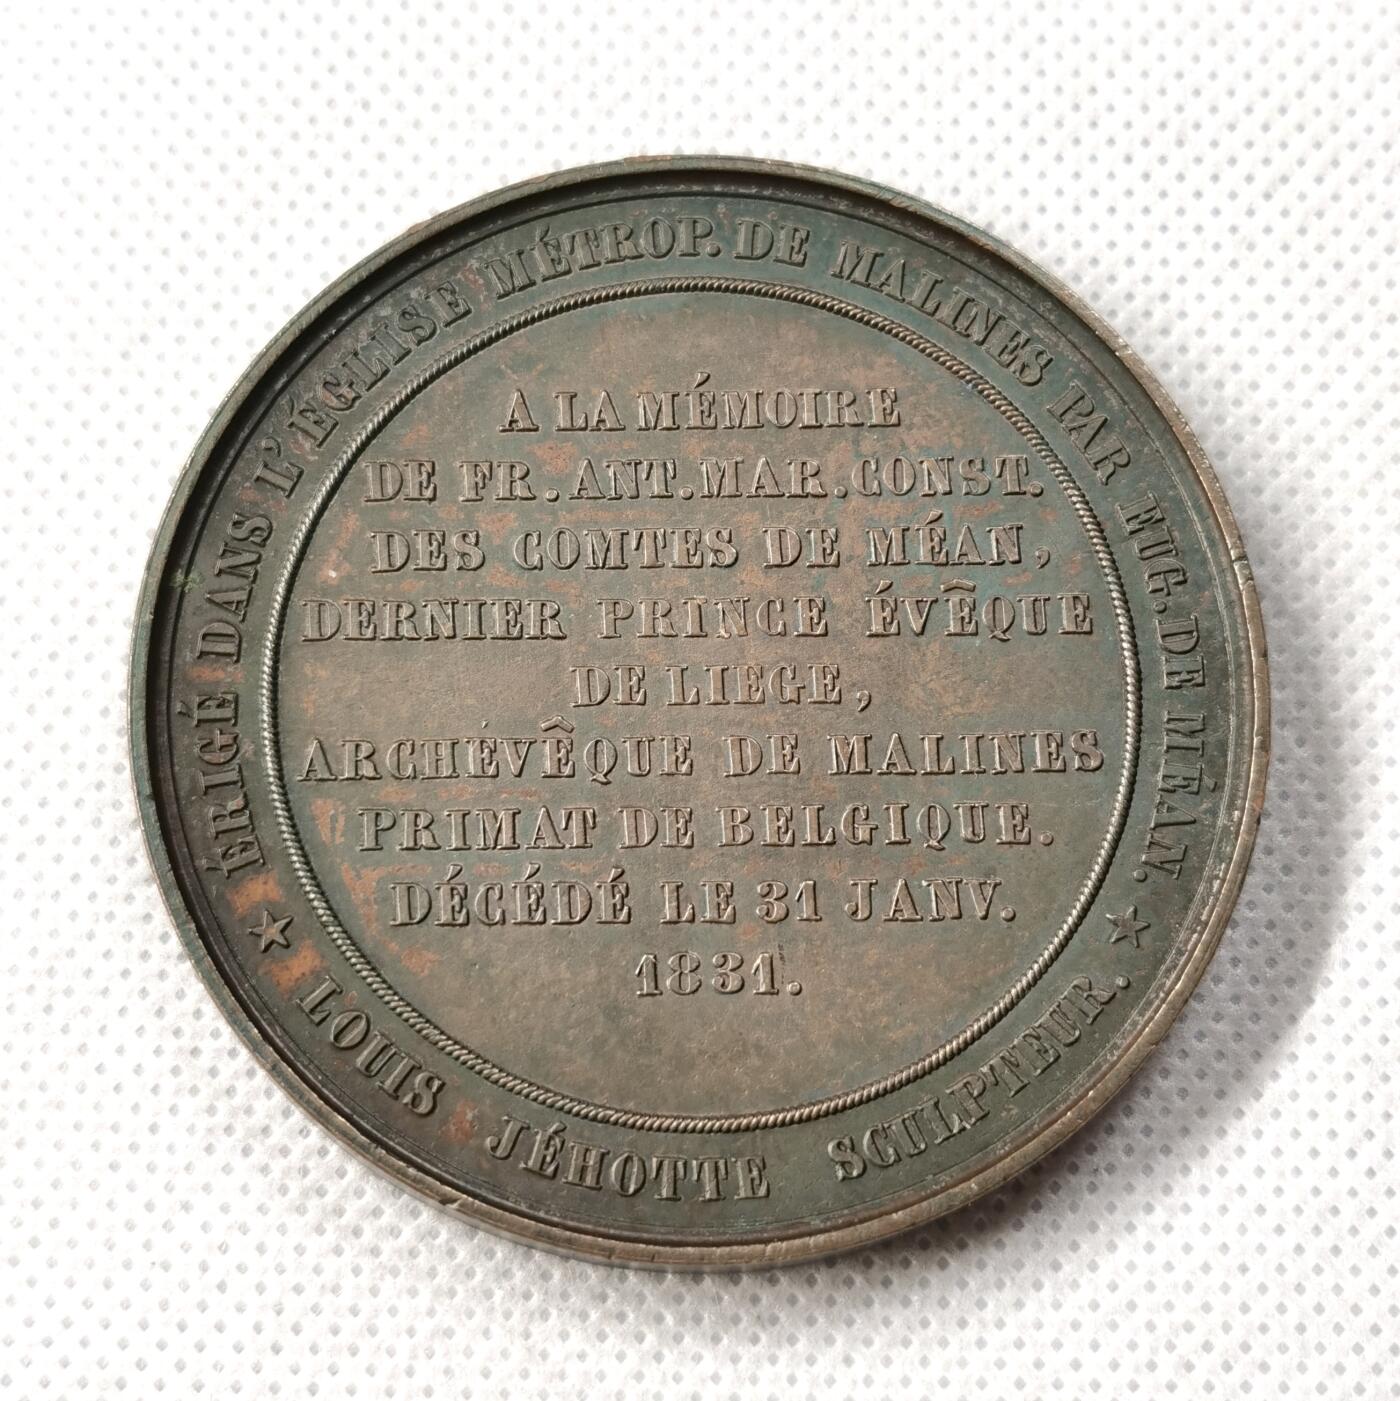 ÉRIGÉ DANS L'ÉGLISE MÉTROP. DE MALINES PAR EUG. DE MÉAN.
A LA MÉMOIRE
DE FR. ANT. MAR. CONST.
DES COMTES DE MÉAN,
DERNIER PRINCE ÉVÊQUE
DE LIEGE,
ARCHÉVÊQUE DE MALINES
PRIMAT DE BELGIQUE.
DÉCÉDÉ LE 31 JANV.
1831.
LOUIS JÉHOTTE SCULPTEUR.